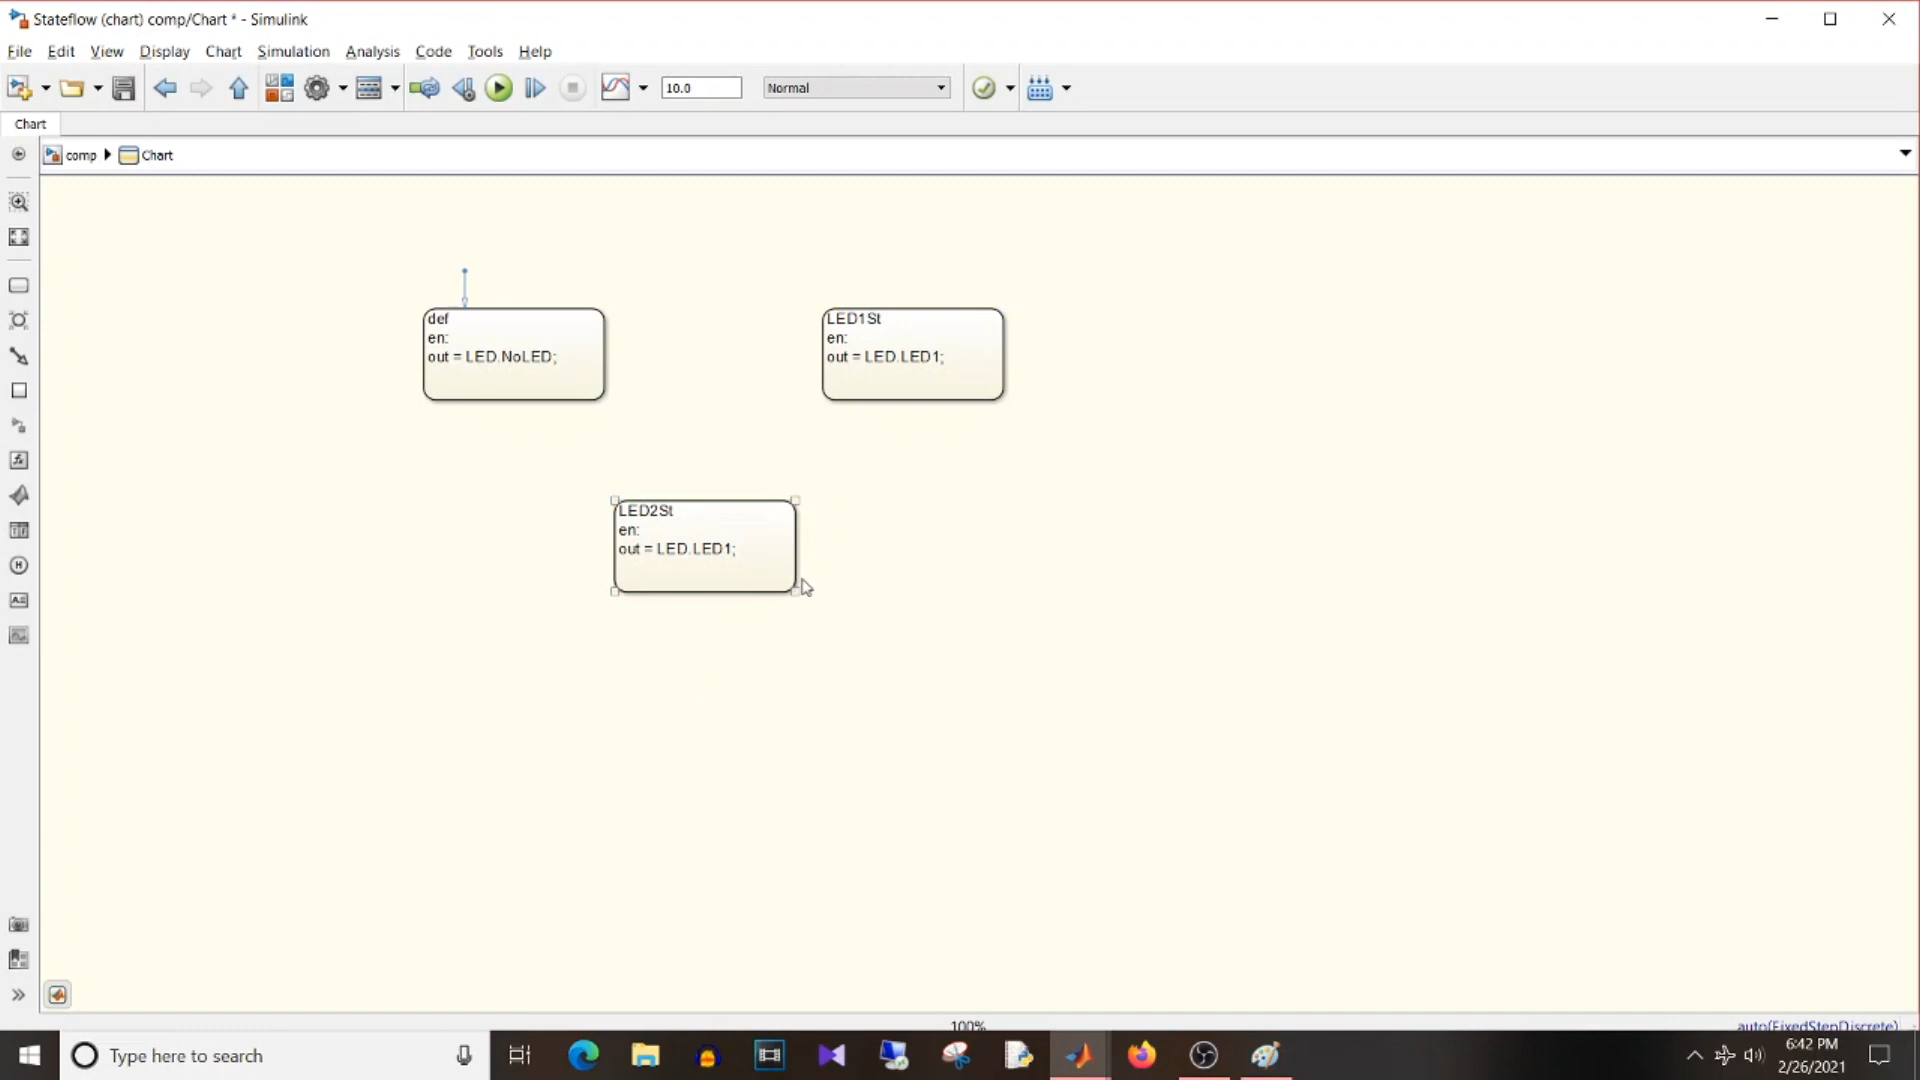 Stateflow (chart) comp/Chart * - Simulink
File Edit View Display Chart Simulation Analysis Code Tools Help
10.0 Normal
Chart
comp Chart
def
en:
out = LED.NoLED;
LED1St
en:
out = LED.LED1;
LED2St
en:
out = LED.LED1;
100%
auto(FixedStepDiscrete)
Type here to search
6:42 PM
2/26/2021